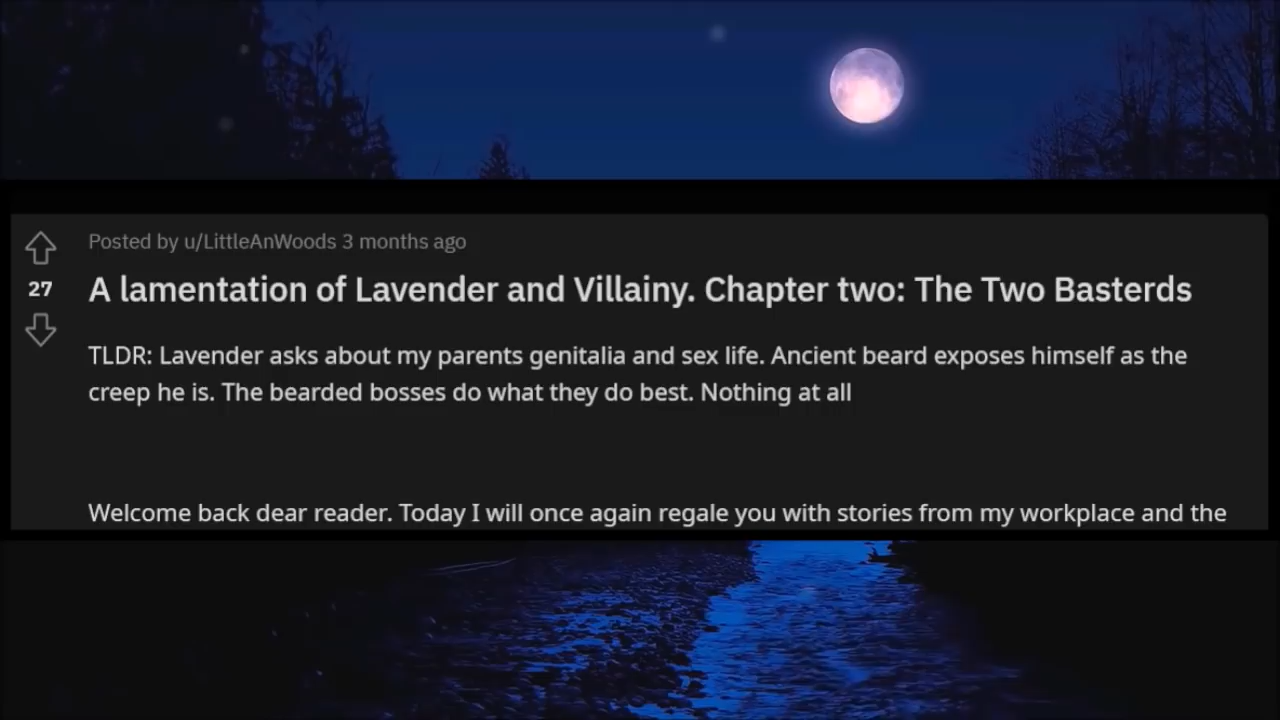 Posted by u/LittleAnWoods 3 months ago
27
A lamentation of Lavender and Villainy. Chapter two: The Two Basterds
TLDR: Lavender asks about my parents genitalia and sex life. Ancient beard exposes himself as the
creep he is. The bearded bosses do what they do best. Nothing at all
Welcome back dear reader. Today I will once again regale you with stories from my workplace and the